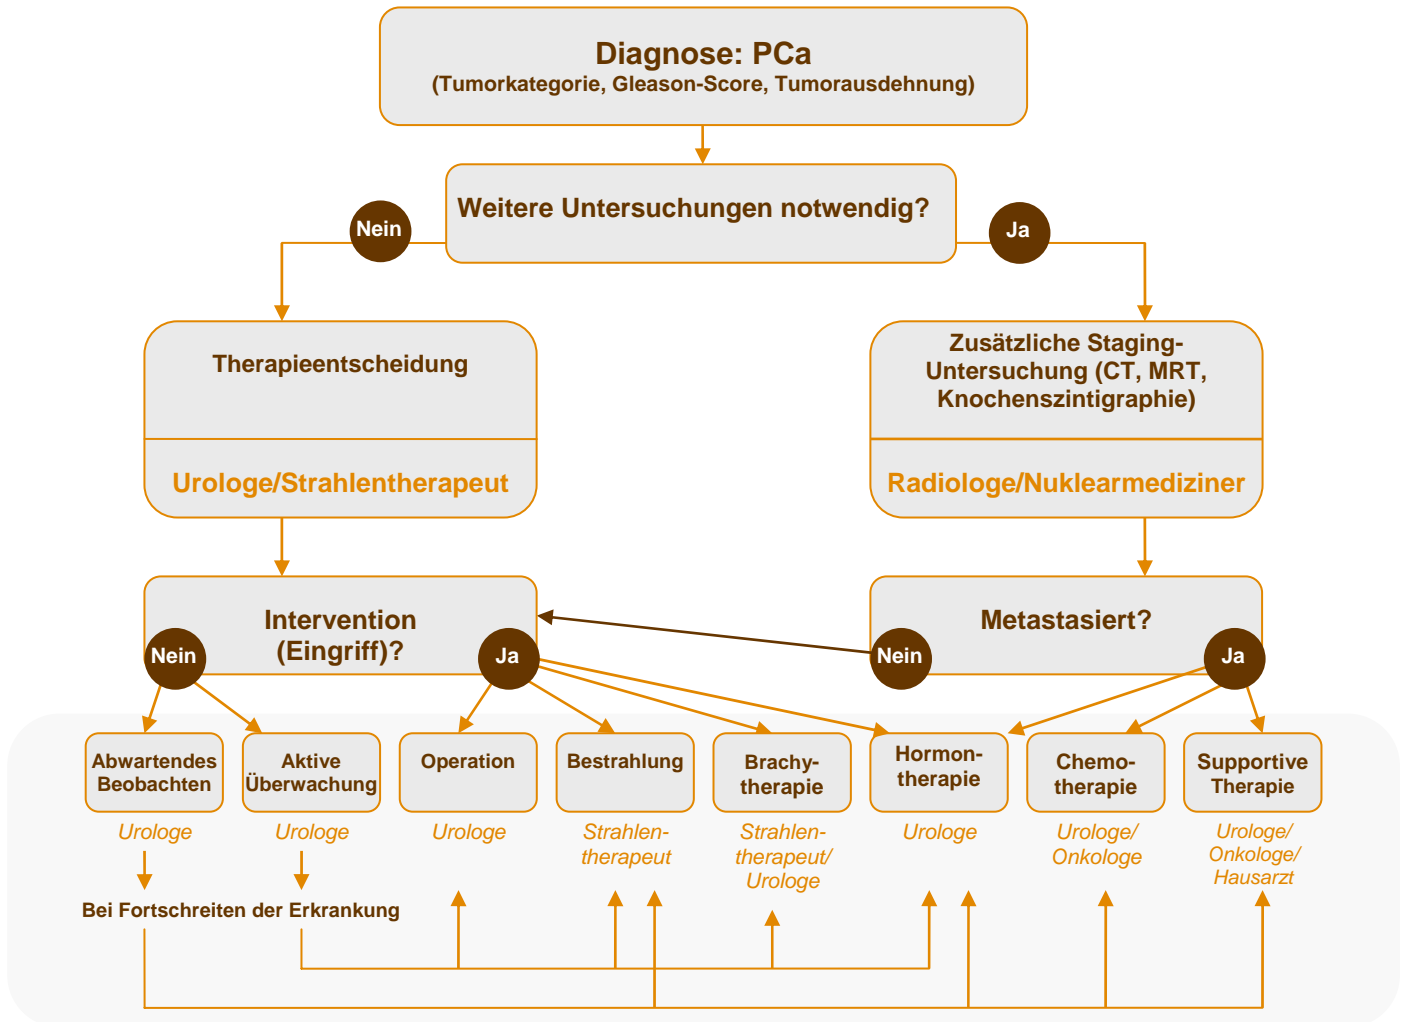 Diagnose: PCa
(Tumorkategorie, Gleason-Score, Tumorausdehnung)
Weitere Untersuchungen notwendig?
Nein
Ja
Therapieentscheidung
Urologe/Strahlentherapeut
Zusätzliche Staging-
Untersuchung (CT, MRT,
Knochenszintigraphie)
Radiologe/Nuklearmediziner
Intervention
(Eingriff)?
Nein
Ja
Metastasiert?
Nein
Ja
Abwartendes
Beobachten
Urologe
Aktive
Überwachung
Urologe
Operation
Urologe
Bestrahlung
Strahlen-
therapeut
Brachy-
therapie
Strahlen-
therapeut/
Urologe
Hormon-
therapie
Urologe
Chemo-
therapie
Urologe/
Onkologe
Supportive
Therapie
Urologe/
Onkologe/
Hausarzt
Bei Fortschreiten der Erkrankung